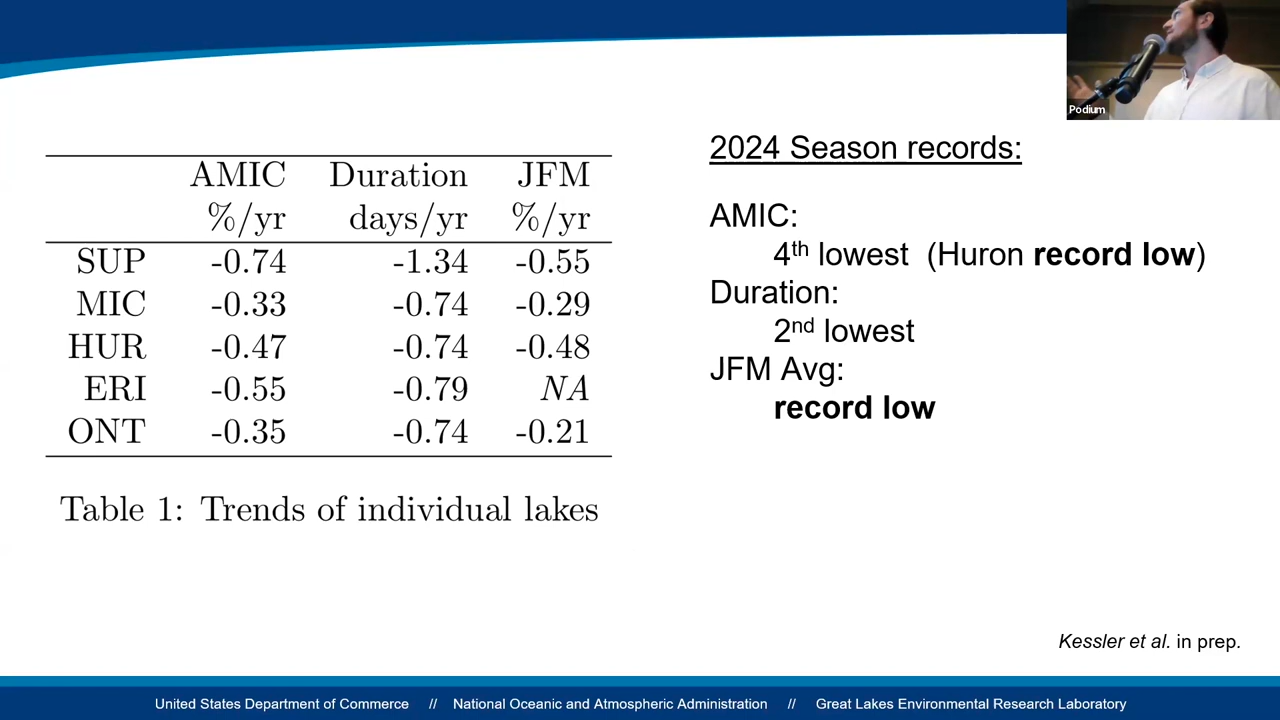 Podium
AMIC Duration JFM
%/yr days/yr %/yr
SUP -0.74 -1.34 -0.55
MIC -0.33 -0.74 -0.29
HUR -0.47 -0.74 -0.48
ERI -0.55 -0.79 NA
ONT -0.35 -0.74 -0.21
Table 1: Trends of individual lakes
2024 Season records:
AMIC:
4th lowest (Huron record low)
Duration:
2nd lowest
JFM Avg:
record low
Kessler et al. in prep.
United States Department of Commerce // National Oceanic and Atmospheric Administration // Great Lakes Environmental Research Laboratory